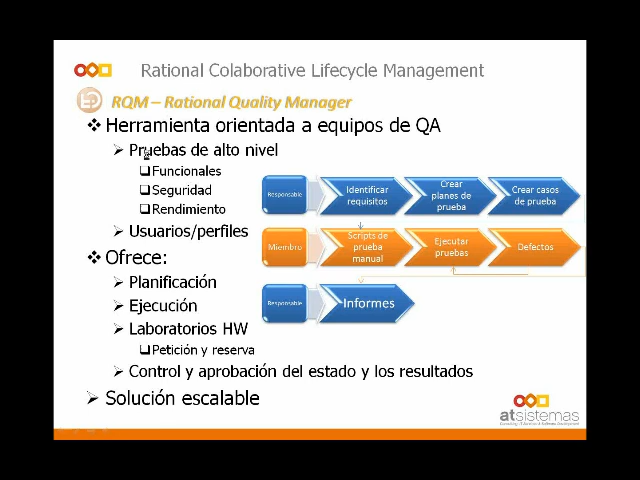 Rational Colaborative Lifecycle Management
RQM – Rational Quality Manager
❖ Herramienta orientada a equipos de QA
➢ Pruebas de alto nivel
❑Funcionales
❑Seguridad
❑Rendimiento
➢ Usuarios/perfiles
❖ Ofrece:
➢ Planificación
➢ Ejecución
➢ Laboratorios HW
❑Petición y reserva
➢ Control y aprobación del estado y los resultados
➢ Solución escalable
Responsable
Identificar
requisitos
Crear
planes de
prueba
Crear casos
de prueba
Miembro
Scripts de
prueba
manual
Ejecutar
pruebas
Defectos
Responsable
Informes
atsistemas